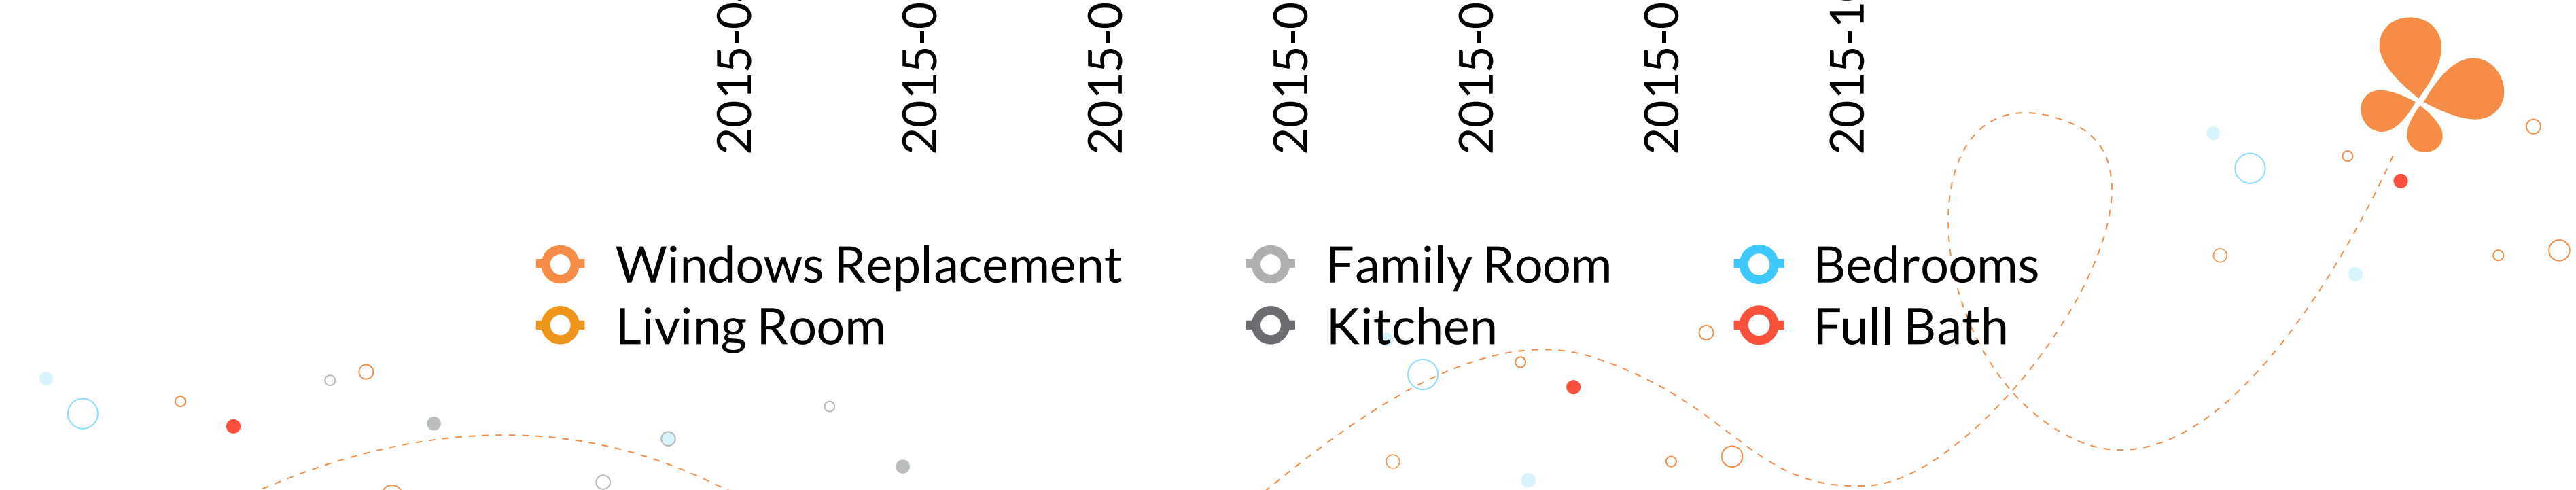 2015-0
2015-0
2015-0
2015-0
2015-0
2015-0
2015-1
Windows Replacement
Family Room
Bedrooms
Living Room
Kitchen
Full Bath